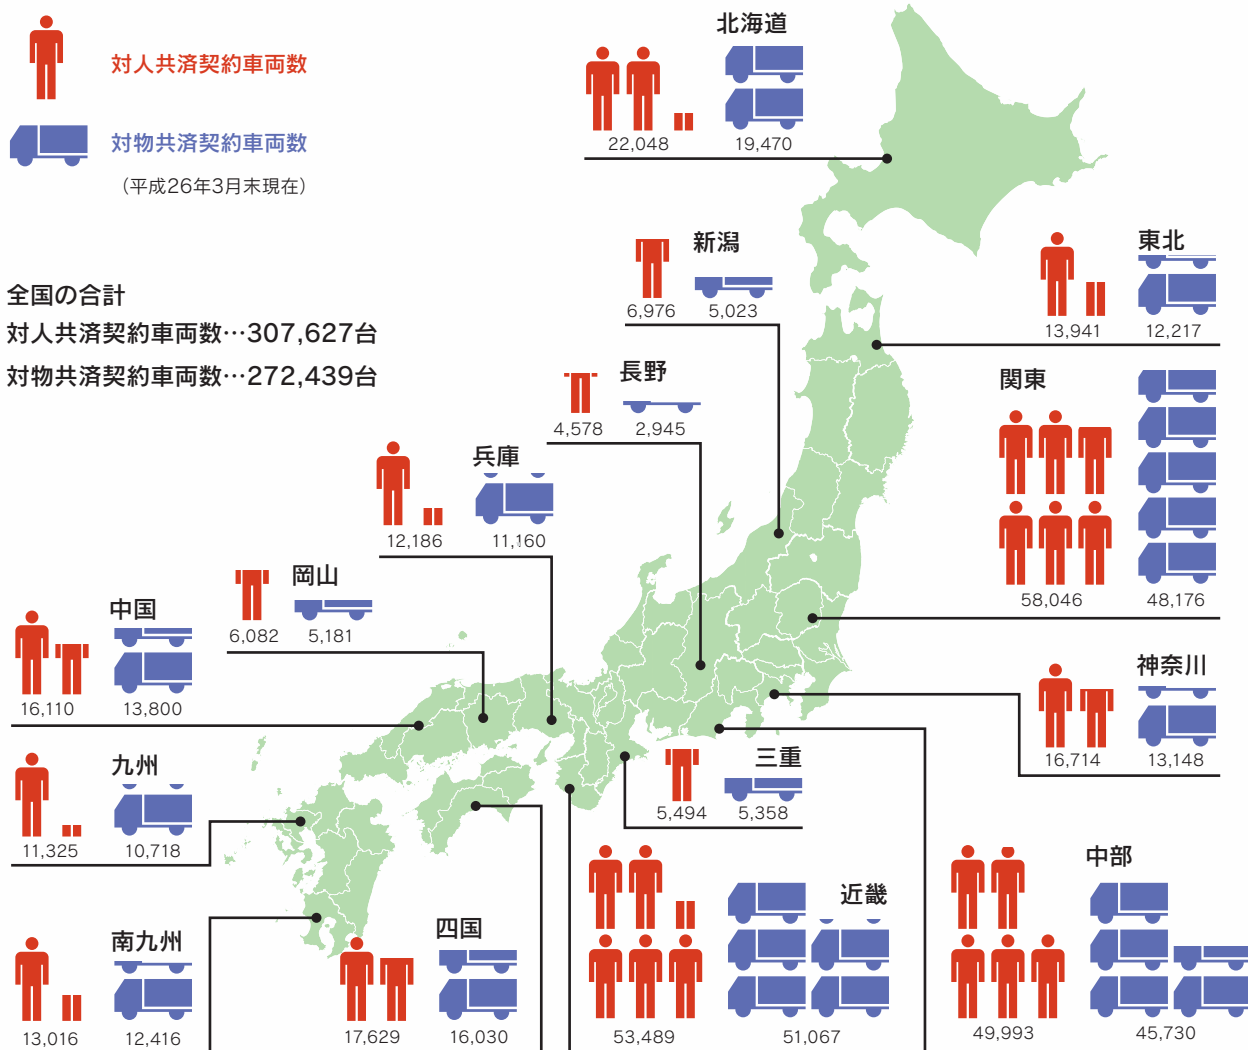 対人共済契約車両数
対物共済契約車両数
（平成26年3月末現在）
全国の合計
対人共済契約車両数…307,627台
対物共済契約車両数…272,439台
北海道
22,048 19,470
新潟
6,976 5,023
東北
13,941 12,217
長野
4,578 2,945
関東
58,046 48,176
兵庫
12,186 11,160
岡山
6,082 5,181
中国
16,110 13,800
神奈川
16,714 13,148
三重
5,494 5,358
九州
11,325 10,718
近畿
53,489 51,067
中部
49,993 45,730
四国
17,629 16,030
南九州
13,016 12,416